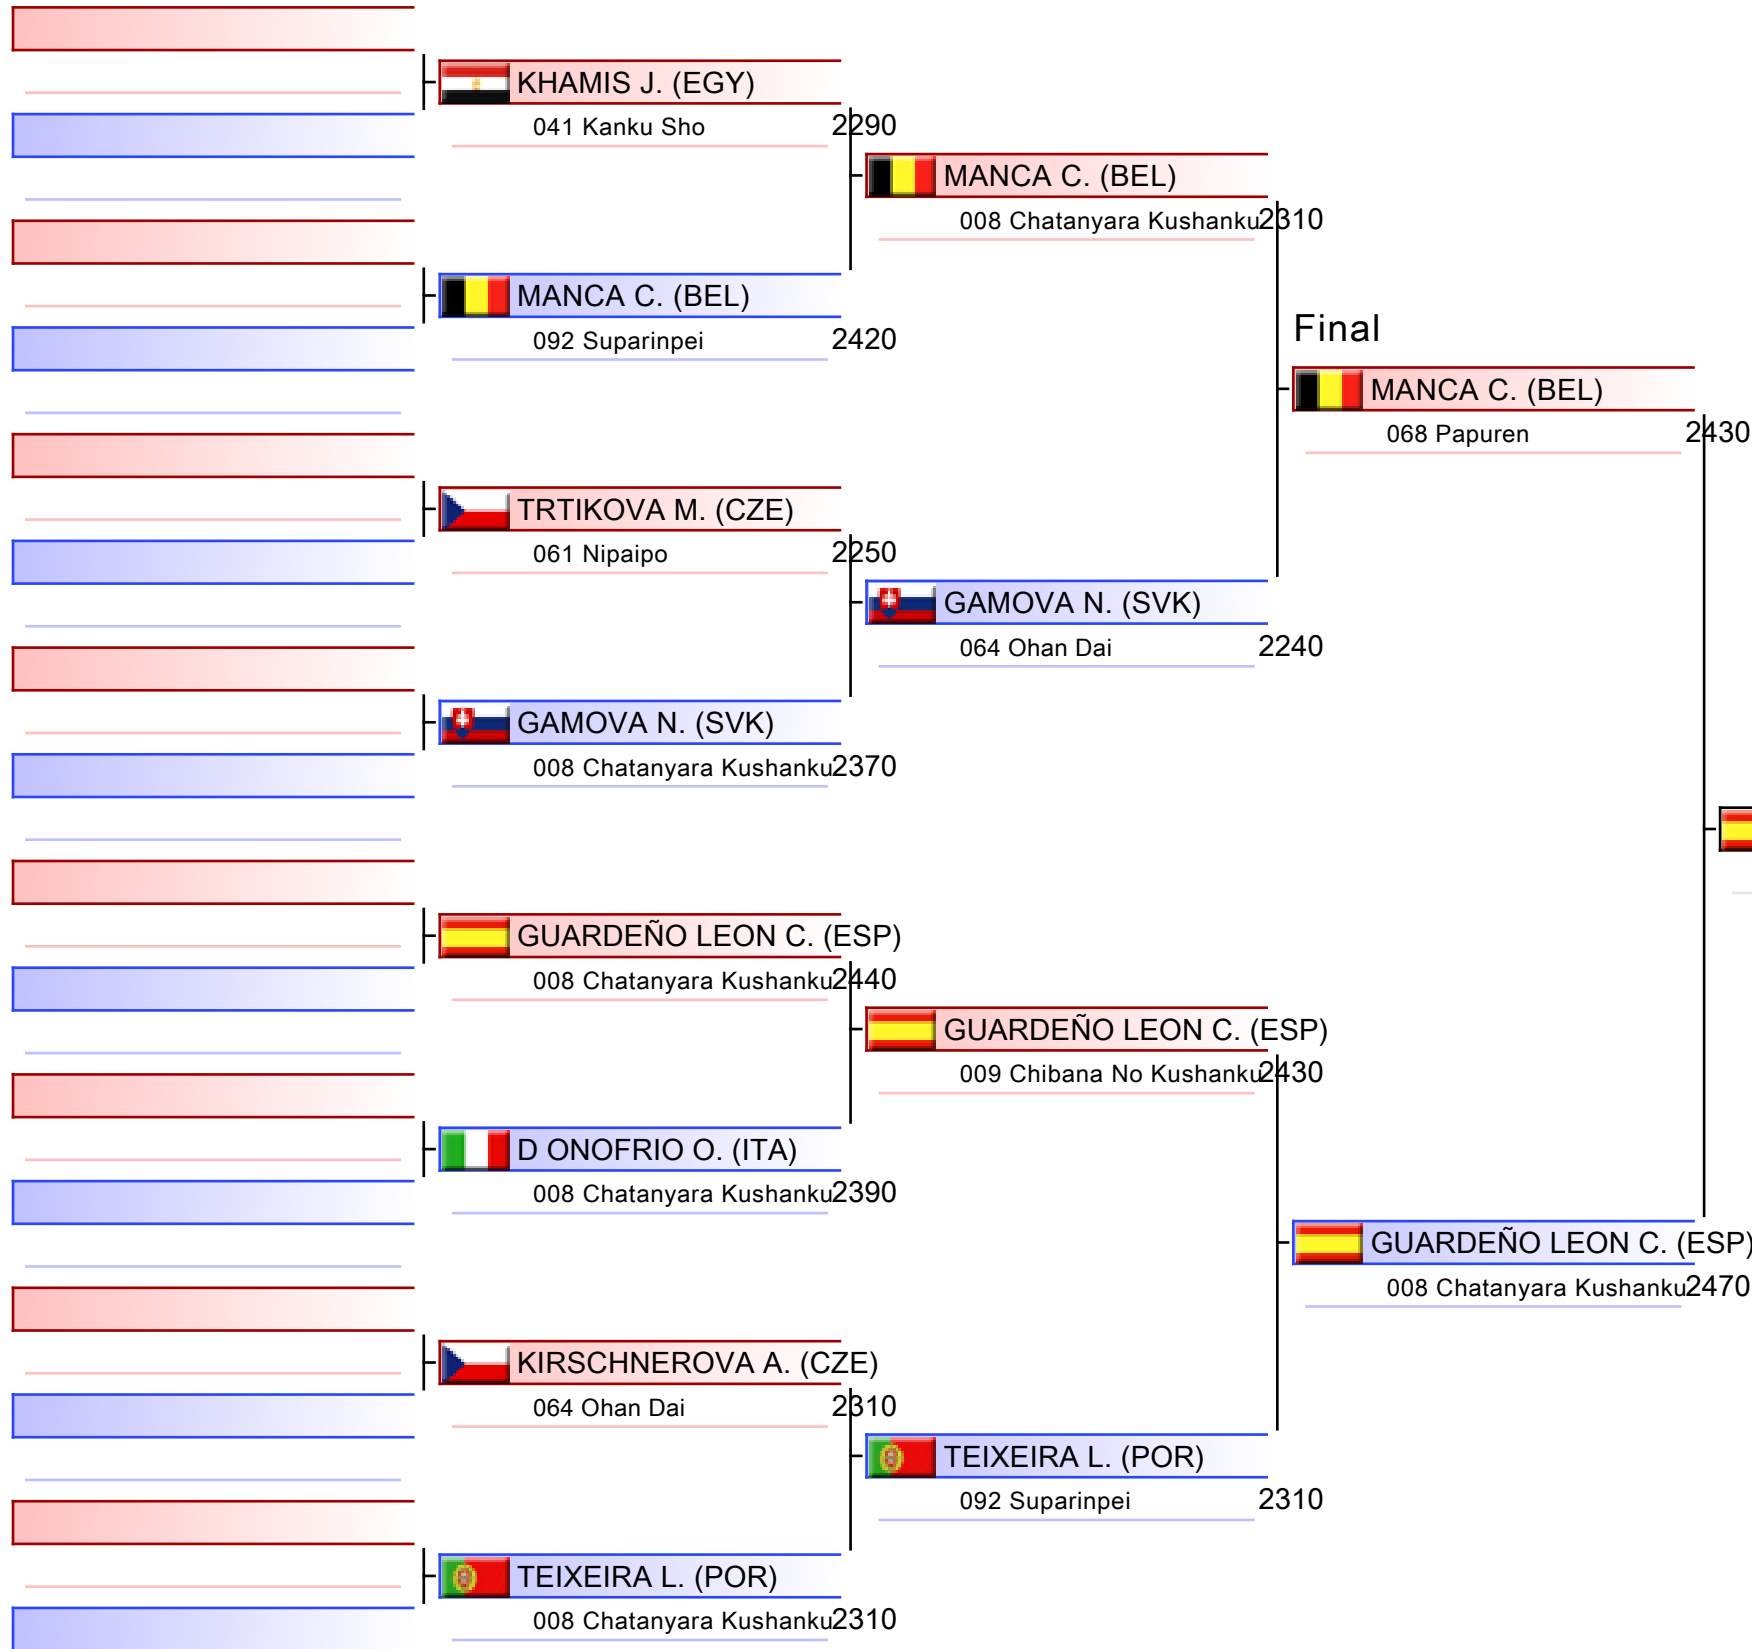 KHAMIS J. (EGY)
041 Kanku Sho 2290
MANCA C. (BEL)
092 Suparinpei 2420
TRTIKOVA M. (CZE)
061 Nipaipo 2250
GAMOVA N. (SVK)
008 Chatanyara Kushanku 2370
GUARDEÑO LEON C. (ESP)
008 Chatanyara Kushanku 2440
D ONOFRIO O. (ITA)
008 Chatanyara Kushanku 2390
KIRSCHNEROVA A. (CZE)
064 Ohan Dai 2310
TEIXEIRA L. (POR)
008 Chatanyara Kushanku 2310
MANCA C. (BEL)
008 Chatanyara Kushanku 2310
GAMOVA N. (SVK)
064 Ohan Dai 2240
GUARDEÑO LEON C. (ESP)
009 Chibana No Kushanku 2430
TEIXEIRA L. (POR)
092 Suparinpei 2310
Final
MANCA C. (BEL)
068 Papuren 2430
GUARDEÑO LEON C. (ESP)
008 Chatanyara Kushanku 2470